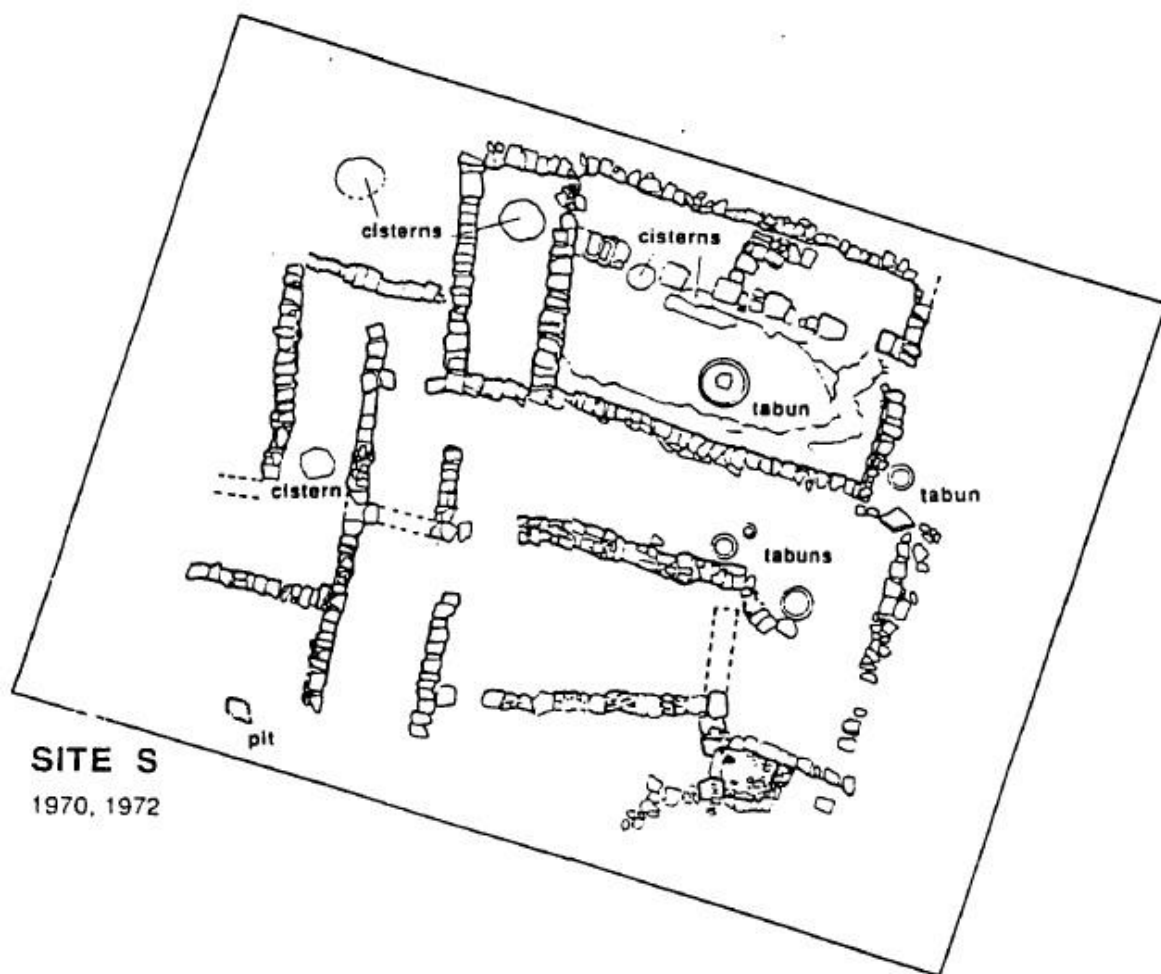 cisterns
cisterns
tabun
cistern
tabun
tabuns
pit
SITE S
1970, 1972